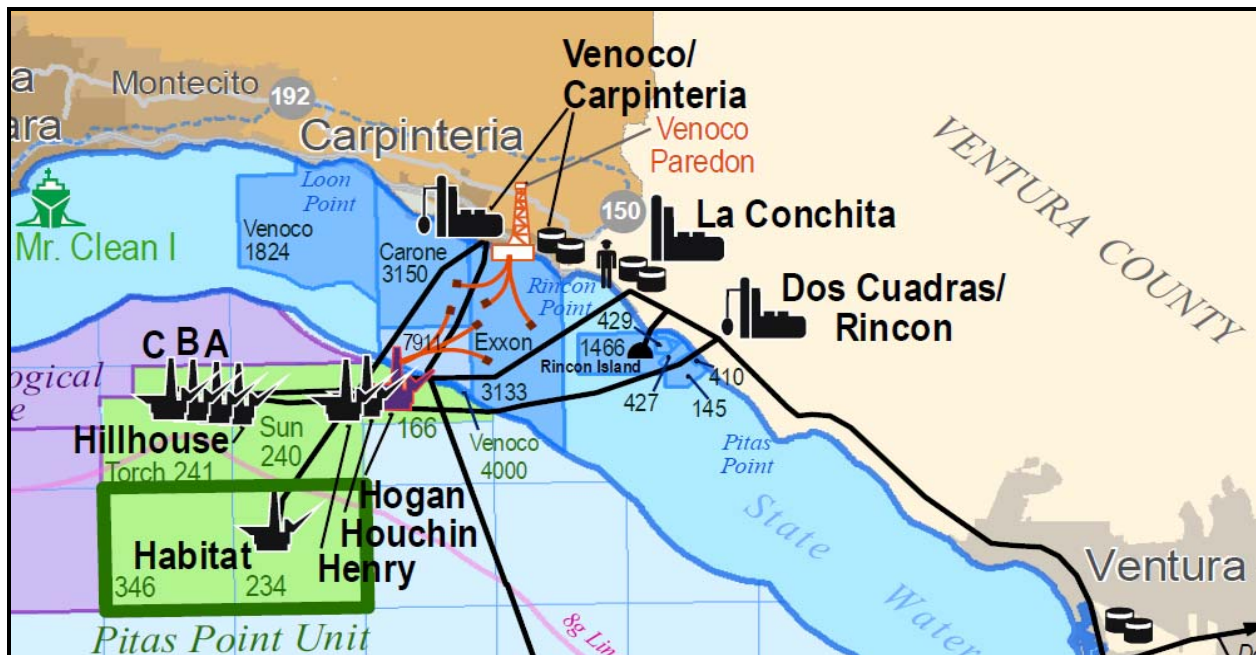 a
ara
Montecito
192
Carpinteria
Venoco/
Carpinteria
Venoco
Paredon
150
La Conchita
VENTURA COUNTY
Mr. Clean I
Loon
Point
Venoco
1824
Carone
3150
Rincon
Point
Dos Cuadras/
Rincon
429
1466
Rincon Island
7911
Exxon
3133
427
410
145
C B A
ogical
e
Hillhouse
Sun
240
Torch 241
166
Venoco
4000
Pitas
Point
Hogan
Houchin
Henry
Habitat
346
234
Pitas Point Unit
8g Lin
State
Water
Ventura